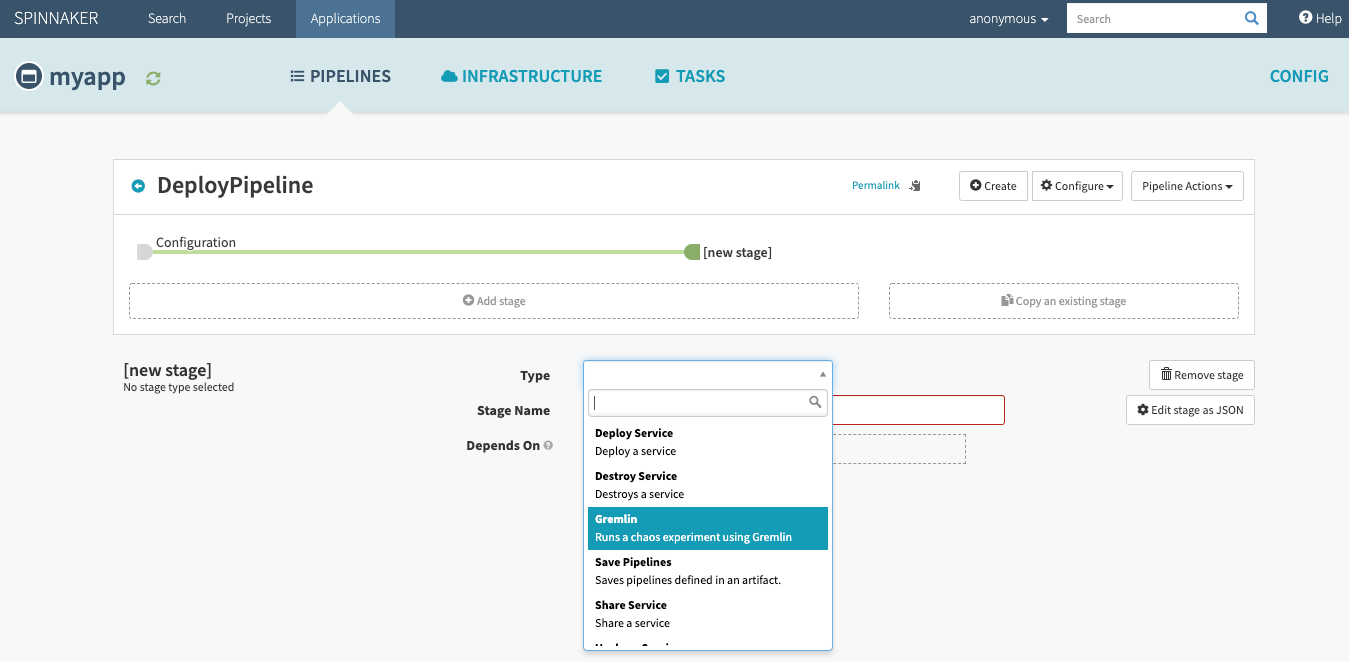 SPINNAKER Search Projects Applications anonymous Search Help
myapp PIPELINES INFRASTRUCTURE TASKS CONFIG
DeployPipeline Permalink Create Configure Pipeline Actions
Configuration
[new stage]
Add stage Copy an existing stage
[new stage]
No stage type selected
Type
Remove stage
Stage Name
Edit stage as JSON
Depends On
Deploy Service
Deploy a service
Destroy Service
Destroys a service
Gremlin
Runs a chaos experiment using Gremlin
Save Pipelines
Saves pipelines defined in an artifact.
Share Service
Share a service